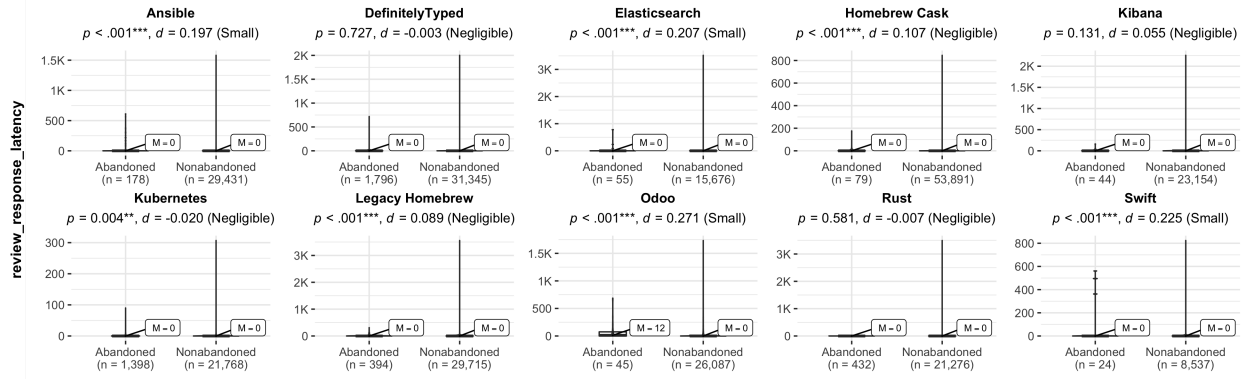 Ansible
p < .001***, d = 0.197 (Small)
1.5K
1K
500
0
M = 0
M = 0
Abandoned
(n = 178)
Nonabandoned
(n = 29,431)
DefinitelyTyped
p = 0.727, d = -0.003 (Negligible)
2K
1.5K
1K
500
0
M = 0
M = 0
Abandoned
(n = 1,796)
Nonabandoned
(n = 31,345)
Elasticsearch
p < .001***, d = 0.207 (Small)
3K
2K
1K
0
M = 0
M = 0
Abandoned
(n = 55)
Nonabandoned
(n = 15,676)
Homebrew Cask
p < .001***, d = 0.107 (Negligible)
800
600
400
200
0
M = 0
M = 0
Abandoned
(n = 79)
Nonabandoned
(n = 53,891)
Kibana
p = 0.131, d = 0.055 (Negligible)
2K
1.5K
1K
500
0
M = 0
M = 0
Abandoned
(n = 44)
Nonabandoned
(n = 23,154)
review_response_latency
Kubernetes
p = 0.004**, d = -0.020 (Negligible)
300
200
100
0
M = 0
M = 0
Abandoned
(n = 1,398)
Nonabandoned
(n = 21,768)
Legacy Homebrew
p < .001***, d = 0.089 (Negligible)
3K
2K
1K
0
M = 0
M = 0
Abandoned
(n = 394)
Nonabandoned
(n = 29,715)
Odoo
p < .001***, d = 0.271 (Small)
1.5K
1K
500
0
M = 12
M = 0
Abandoned
(n = 45)
Nonabandoned
(n = 26,087)
Rust
p = 0.581, d = -0.007 (Negligible)
3K
2K
1K
0
M = 0
M = 0
Abandoned
(n = 432)
Nonabandoned
(n = 21,276)
Swift
p < .001***, d = 0.225 (Small)
800
600
400
200
0
M = 0
M = 0
Abandoned
(n = 24)
Nonabandoned
(n = 8,537)